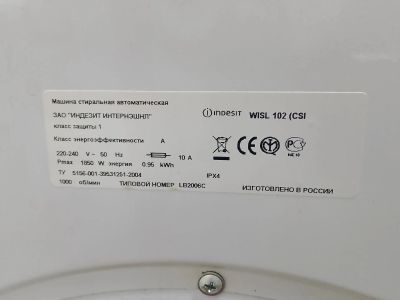 Машина стиральная автоматическая
ЗАО "ИНДЕЗИТ ИНТЕРНЭШНЛ"
класс защиты 1
Класс энергоэффективности А
220-240 V~ 50 Hz 10 A
Pmax 1850 W энергия 0.95 kWh
ТУ 5156-001-39531251-2004 IPX4
1000 об/мин ТИПОВОЙ НОМЕР LB2006C
INDESIT WISL 102 (CSI
CE
ИЗГОТОВЛЕНО В РОССИИ